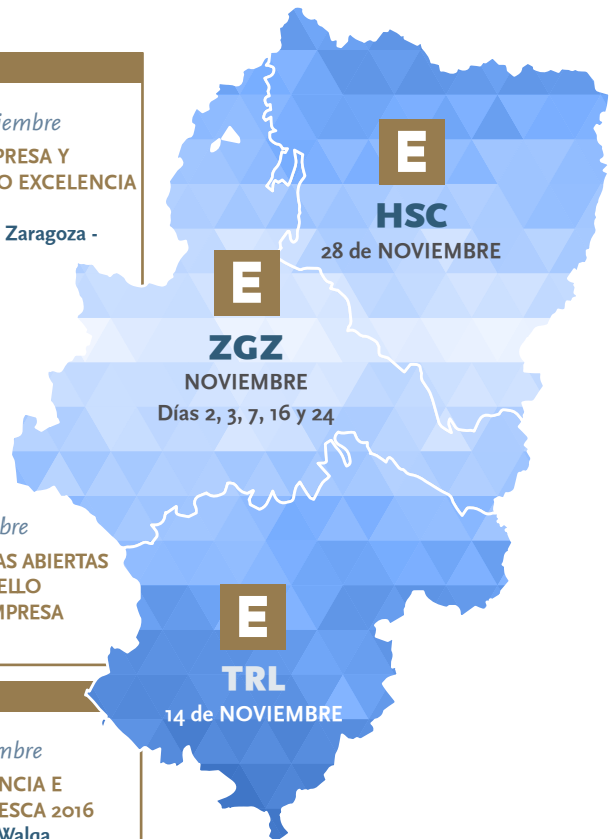 iembre
PRESA Y
O EXCELENCIA
Zaragoza -
bre
AS ABIERTAS
ELLO
MPRESA
mbre
NCIA E
ESCA 2016
Walqa
E
HSC
28 de NOVIEMBRE
E
ZGZ
NOVIEMBRE
Días 2, 3, 7, 16 y 24
E
TRL
14 de NOVIEMBRE